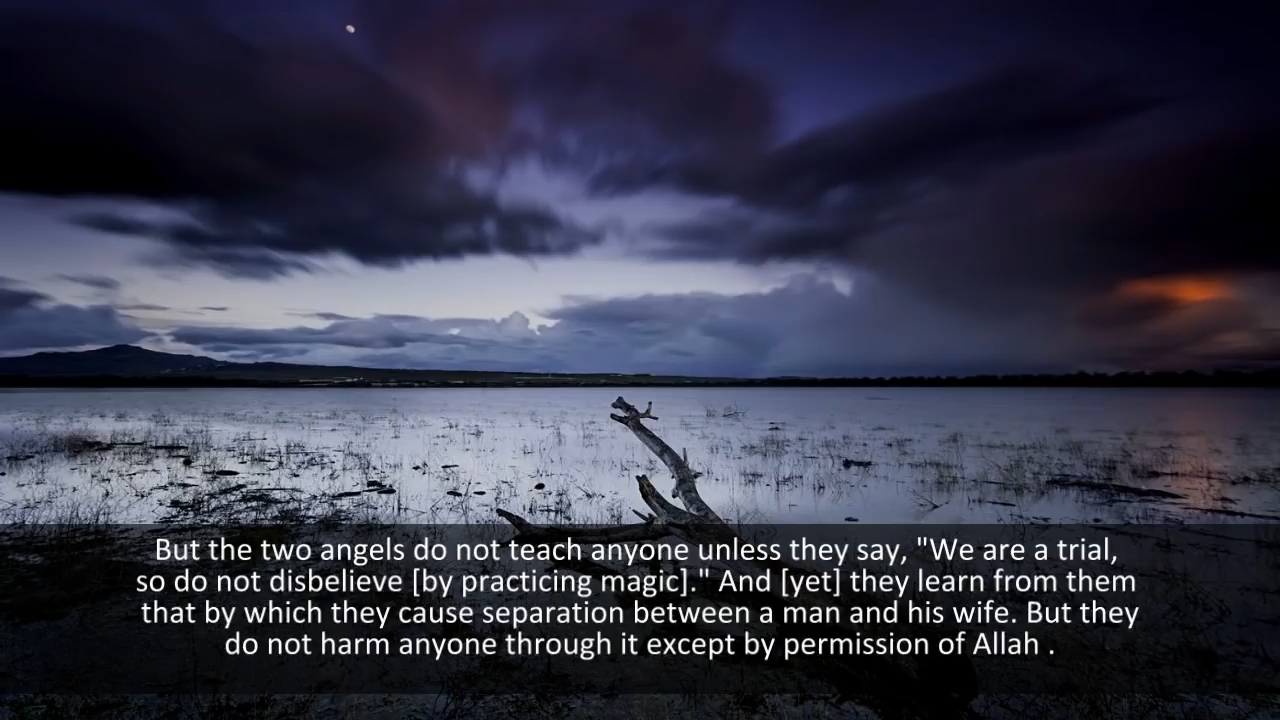 But the two angels do not teach anyone unless they say, "We are a trial,
so do not disbelieve [by practicing magic]." And [yet] they learn from them
that by which they cause separation between a man and his wife. But they
do not harm anyone through it except by permission of Allah .